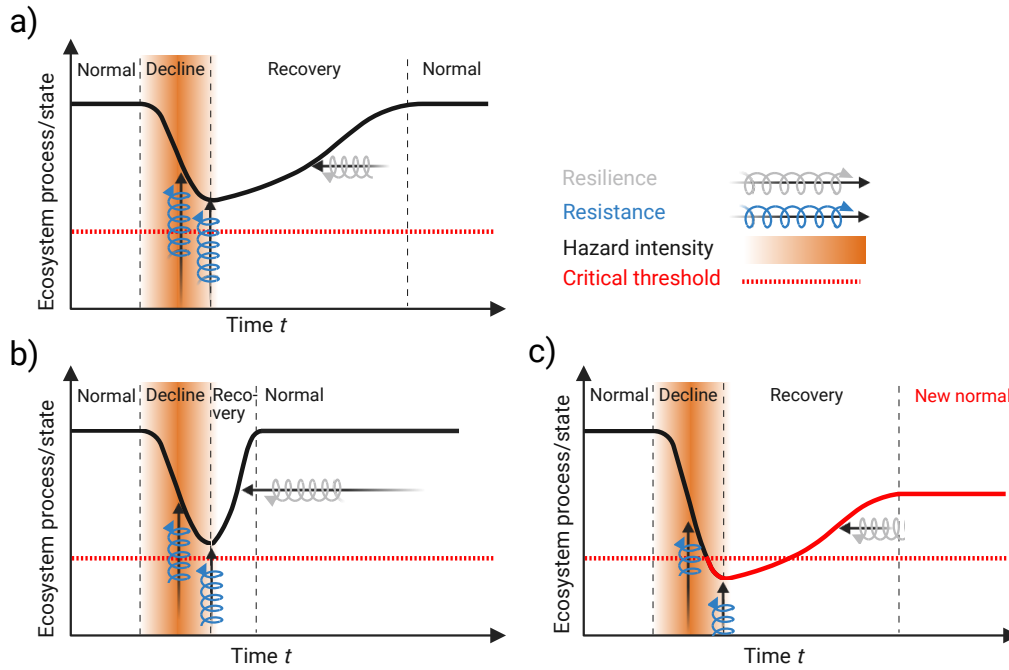 a)
Normal
Decline
Recovery
Normal
Ecosystem process/state
Time t
Resilience
Resistance
Hazard intensity
Critical threshold
b)
Normal
Decline
Reco-
very
Normal
Ecosystem process/state
Time t
c)
Normal
Decline
Recovery
New normal
Ecosystem process/state
Time t